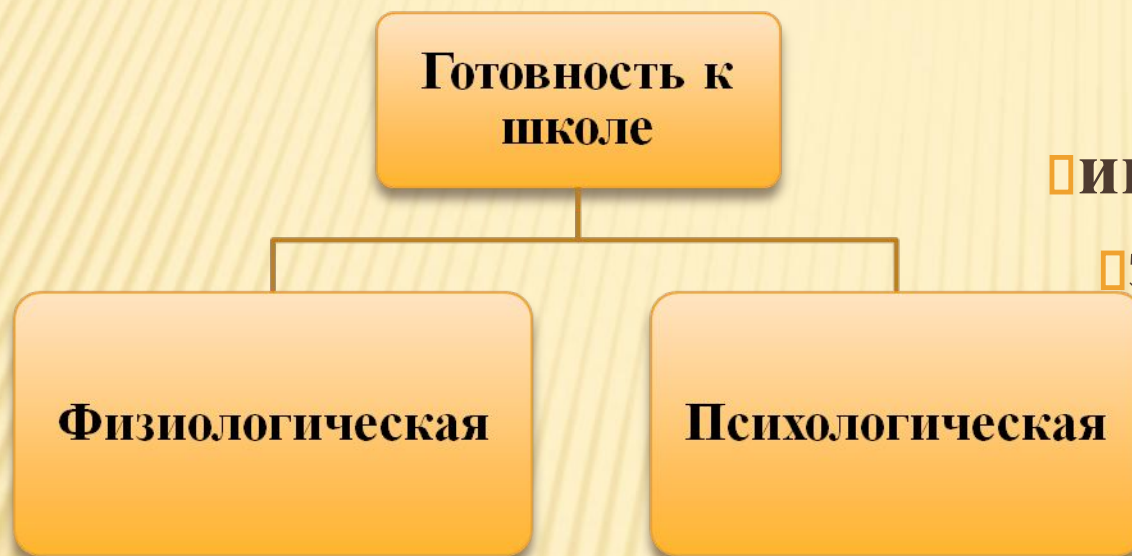 Готовность к
школе
Физиологическая
Психологическая